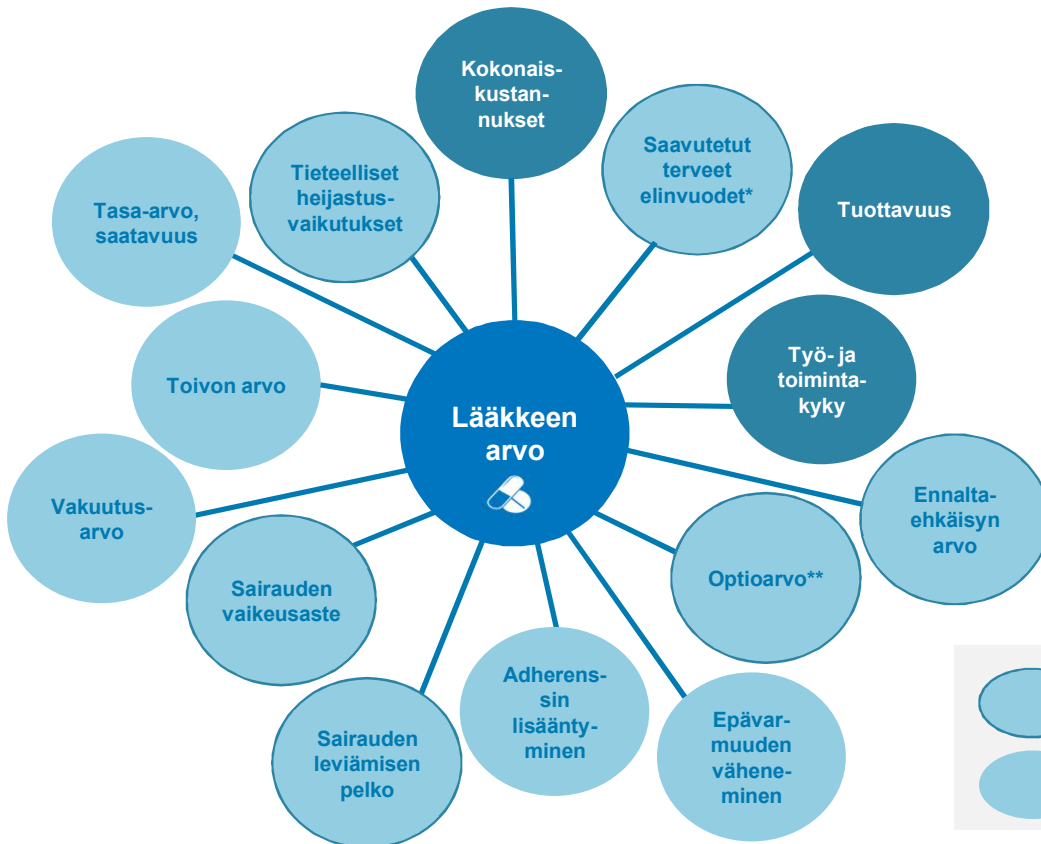 Kokonais-
kustan-
nukset
Saavutetut
terveet
elinvuodet*
Tieteelliset
heijastus-
vaikutukset
Tasa-arvo,
saatavuus
Tuottavuus
Työ- ja
toiminta-
kyky
Toivon arvo
Lääkkeen
arvo
Vakuutus-
arvo
Ennalta-
ehkäisyn
arvo
Optioarvo**
Sairauden
vaikeusaste
Adherens-
sin
lisäänty-
minen
Epävar-
muuden
vähene-
minen
Sairauden
leviämisen
pelko